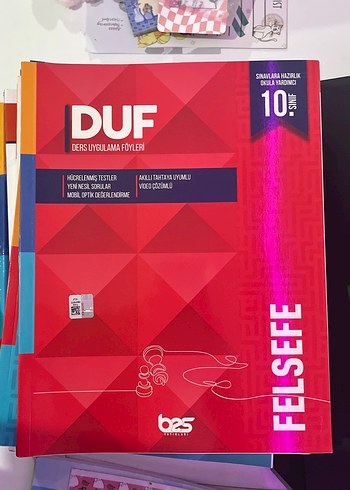 SINAVLARA HAZIRLIK
OKULA YARDIMCI
10. SINIF
DUF
DERS UYGULAMA FÖYLERİ
HÜCRELENMİŞ TESTLER
YENİ NESİL SORULAR
MOBİL OPTİK DEĞERLENDİRME
AKILLI TAHTAYA UYUMLU
VİDEO ÇÖZÜMLÜ
FELSEFE
bes
YAYINLARI